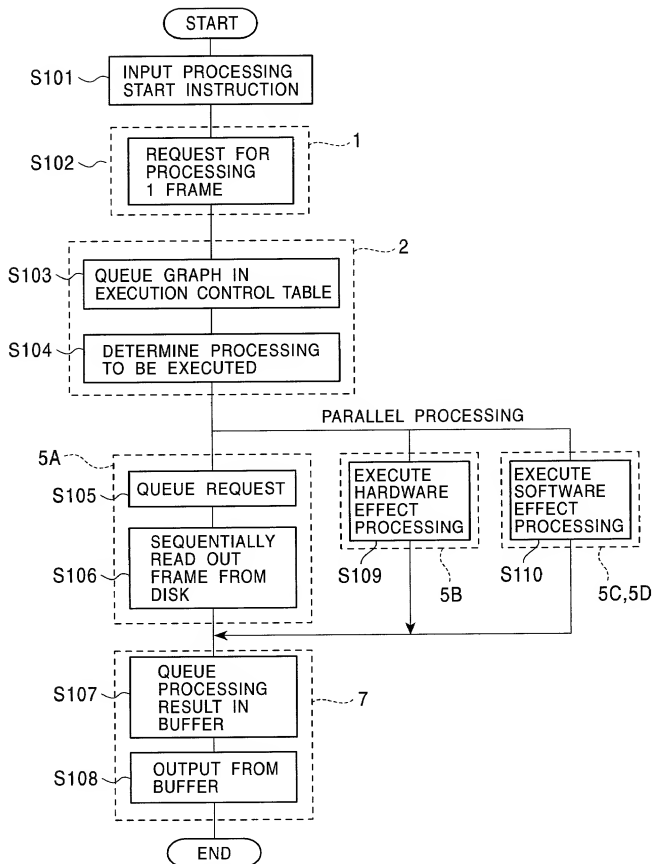 START
S101
INPUT PROCESSING
START INSTRUCTION
1
S102
REQUEST FOR
PROCESSING
1 FRAME
2
S103
QUEUE GRAPH IN
EXECUTION CONTROL TABLE
S104
DETERMINE PROCESSING
TO BE EXECUTED
PARALLEL PROCESSING
5A
S105
QUEUE REQUEST
S106
SEQUENTIALLY
READ OUT
FRAME FROM
DISK
EXECUTE
HARDWARE
EFFECT
PROCESSING
S109
5B
EXECUTE
SOFTWARE
EFFECT
PROCESSING
S110
5C,5D
S107
QUEUE
PROCESSING
RESULT IN
BUFFER
7
S108
OUTPUT FROM
BUFFER
END